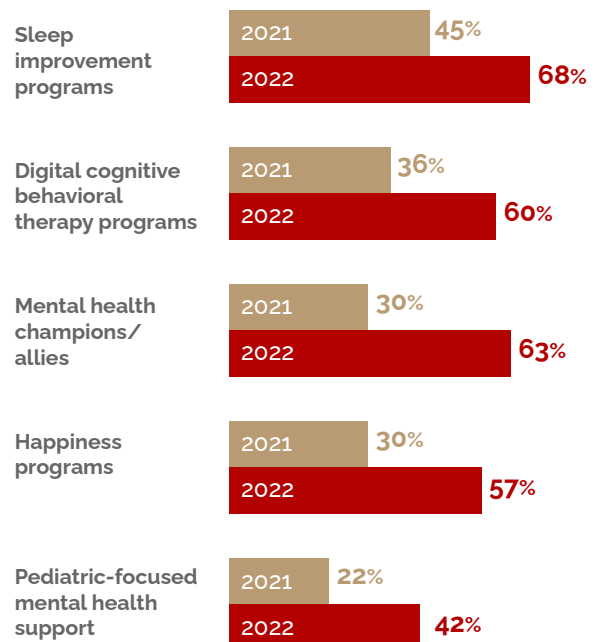 Sleep
improvement
programs
2021 45%
2022 68%
Digital cognitive
behavioral
therapy programs
2021 36%
2022 60%
Mental health
champions/
allies
2021 30%
2022 63%
Happiness
programs
2021 30%
2022 57%
Pediatric-focused
mental health
support
2021 22%
2022 42%